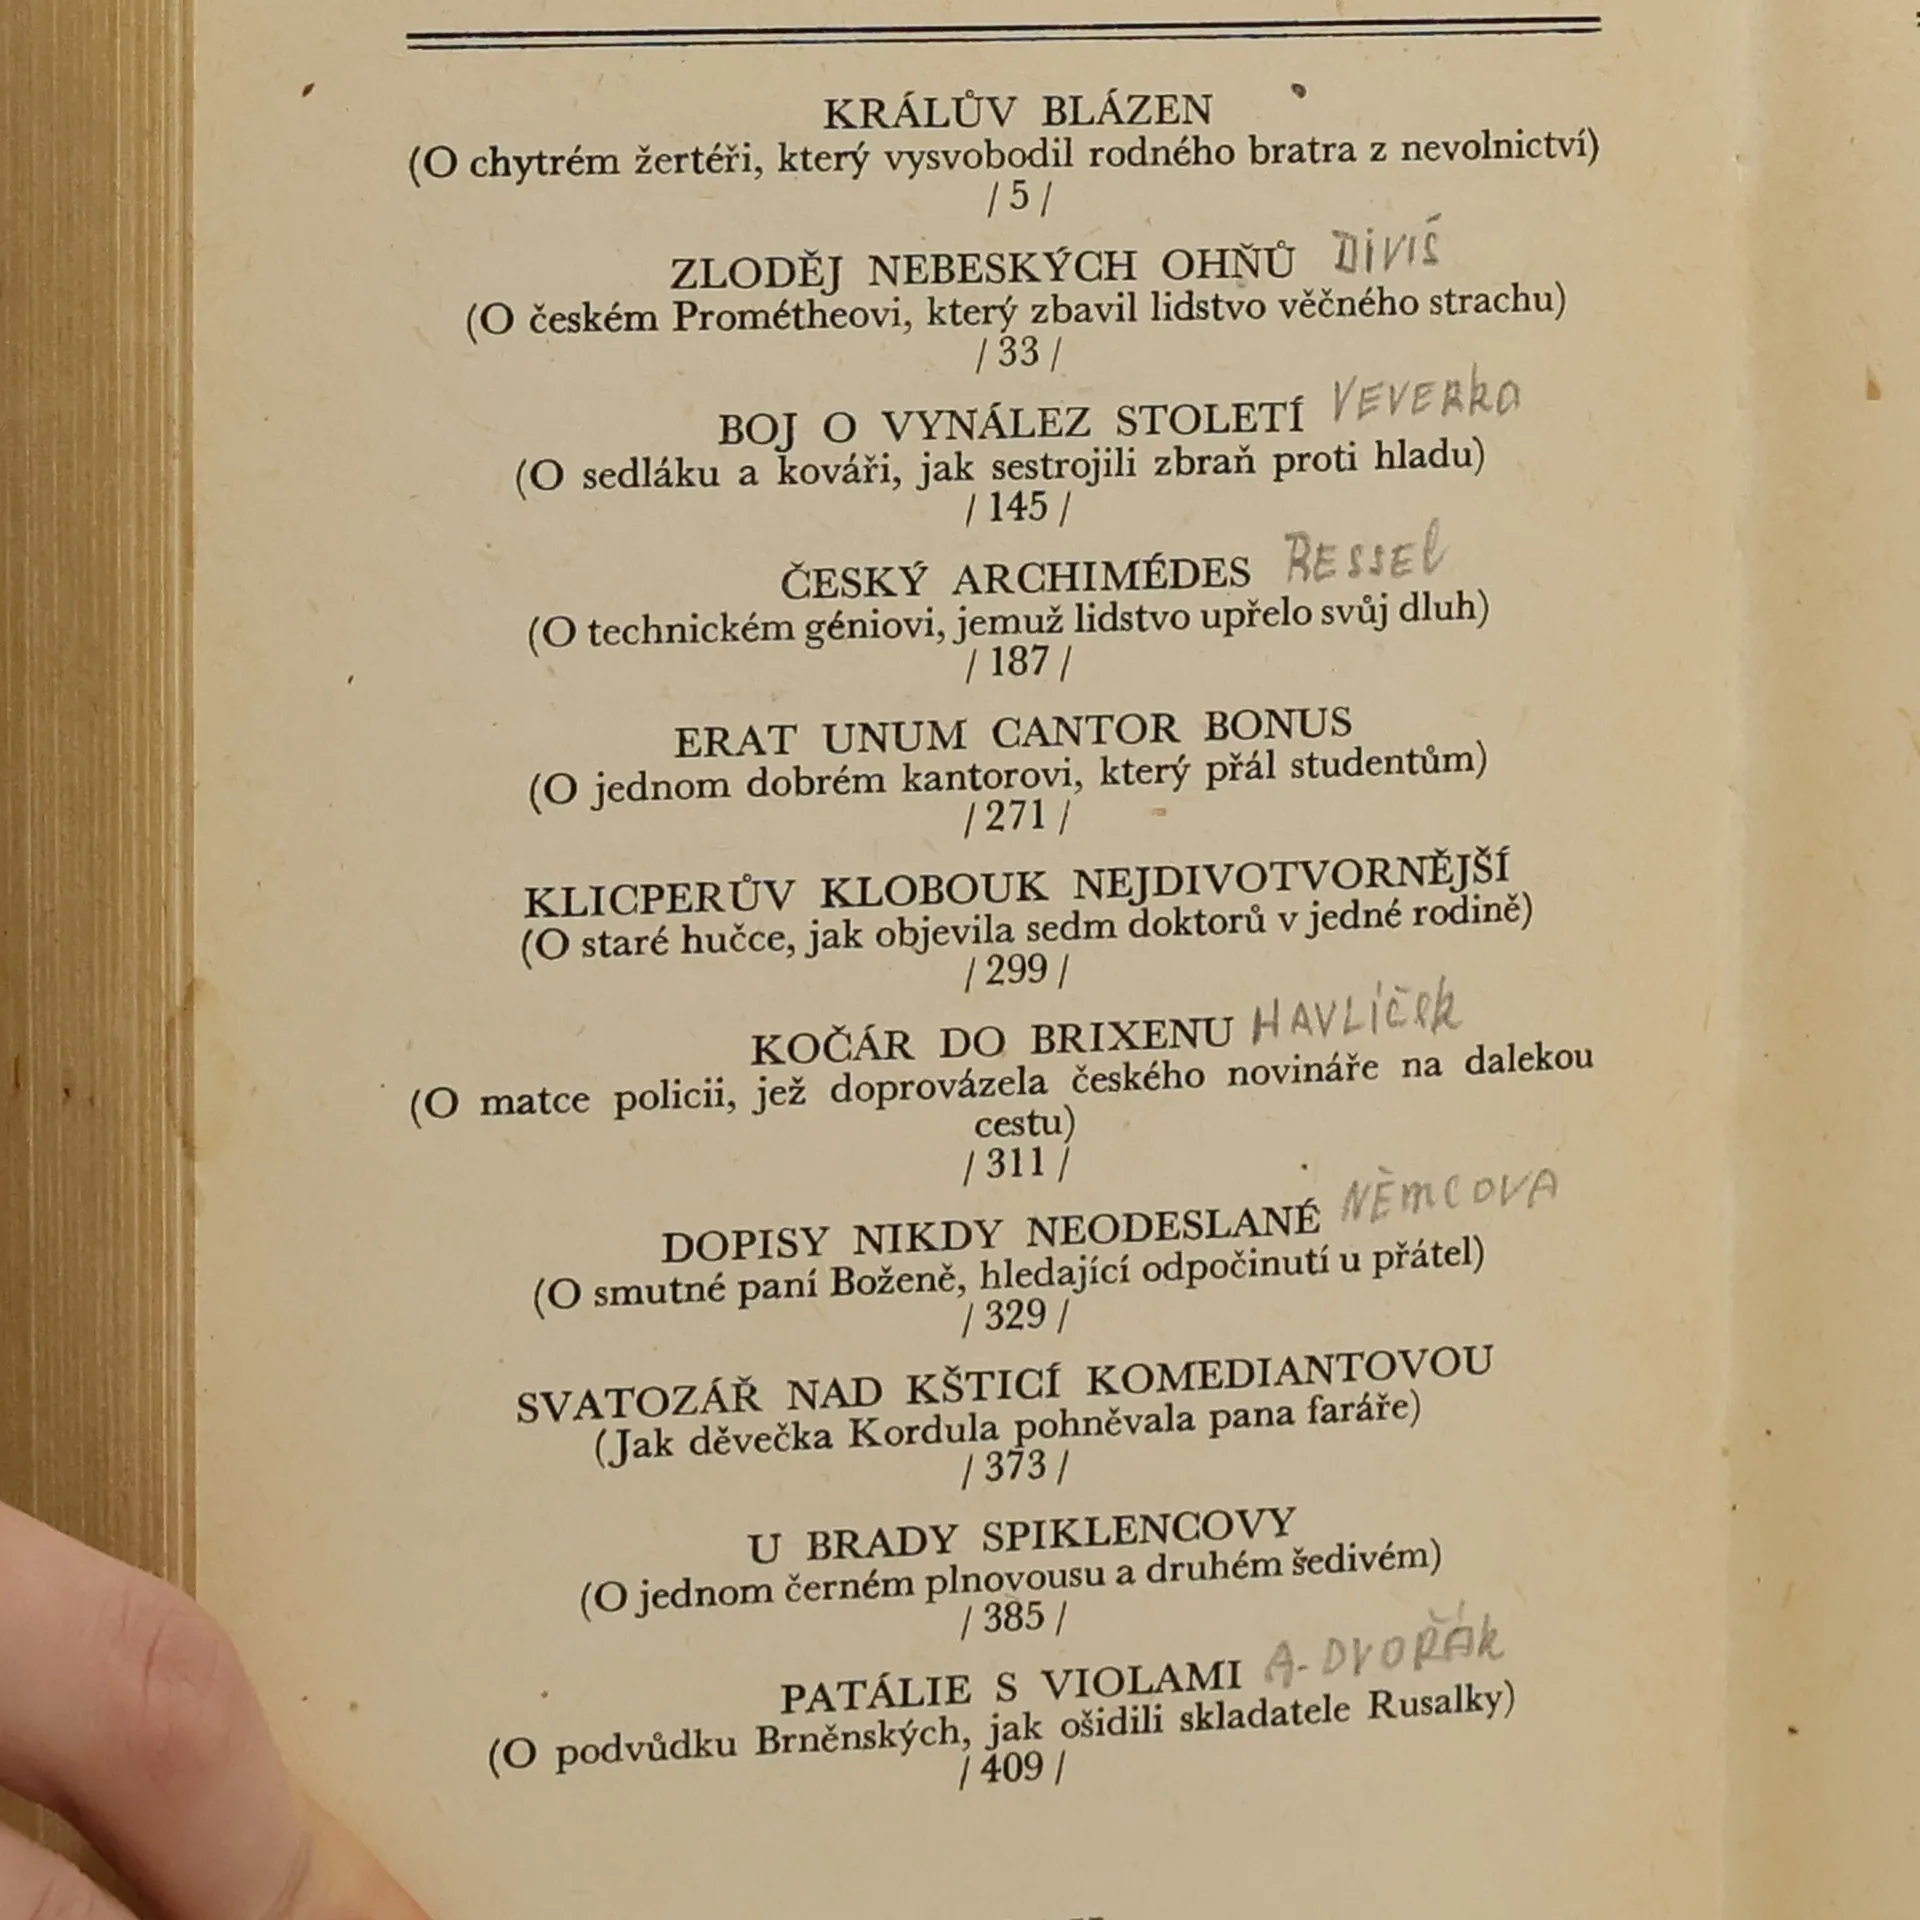 KRÁLŮV BLÁZEN
(O chytrém žertéři, který vysvobodil rodného bratra z nevolnictví)
/ 5 /
ZLODĚJ NEBESKÝCH OHŇŮ DiViŠ
(O českém Prométheovi, který zbavil lidstvo věčného strachu)
/ 33 /
BOJ O VYNÁLEZ STOLETÍ VEVERKA
(O sedláku a kováři, jak sestrojili zbraň proti hladu)
/ 145 /
ČESKÝ ARCHIMÉDES RESSEL
(O technickém géniovi, jemuž lidstvo upřelo svůj dluh)
/ 187 /
ERAT UNUM CANTOR BONUS
(O jednom dobrém kantorovi, který přál studentům)
/ 271 /
KLICPERŮV KLOBOUK NEJDIVOTVORNĚJŠÍ
(O staré hučce, jak objevila sedm doktorů v jedné rodině)
/ 299 /
KOČÁR DO BRIXENU HAVLÍČEK
(O matce policii, jež doprovázela českého novináře na dalekou
cestu)
/ 311 /
DOPISY NIKDY NEODESLANÉ NĚMCOVA
(O smutné paní Boženě, hledající odpočinutí u přátel)
/ 329 /
SVATOZÁŘ NAD KŠTICÍ KOMEDIANTOVOU
(Jak děvečka Kordula pohněvala pana faráře)
/ 373 /
U BRADY SPIKLENCOVY
(O jednom černém plnovousu a druhém šedivém)
/ 385 /
PATÁLIE S VIOLAMI A-DVOŘÁK
(O podvůdku Brněnských, jak ošidili skladatele Rusalky)
/ 409 /